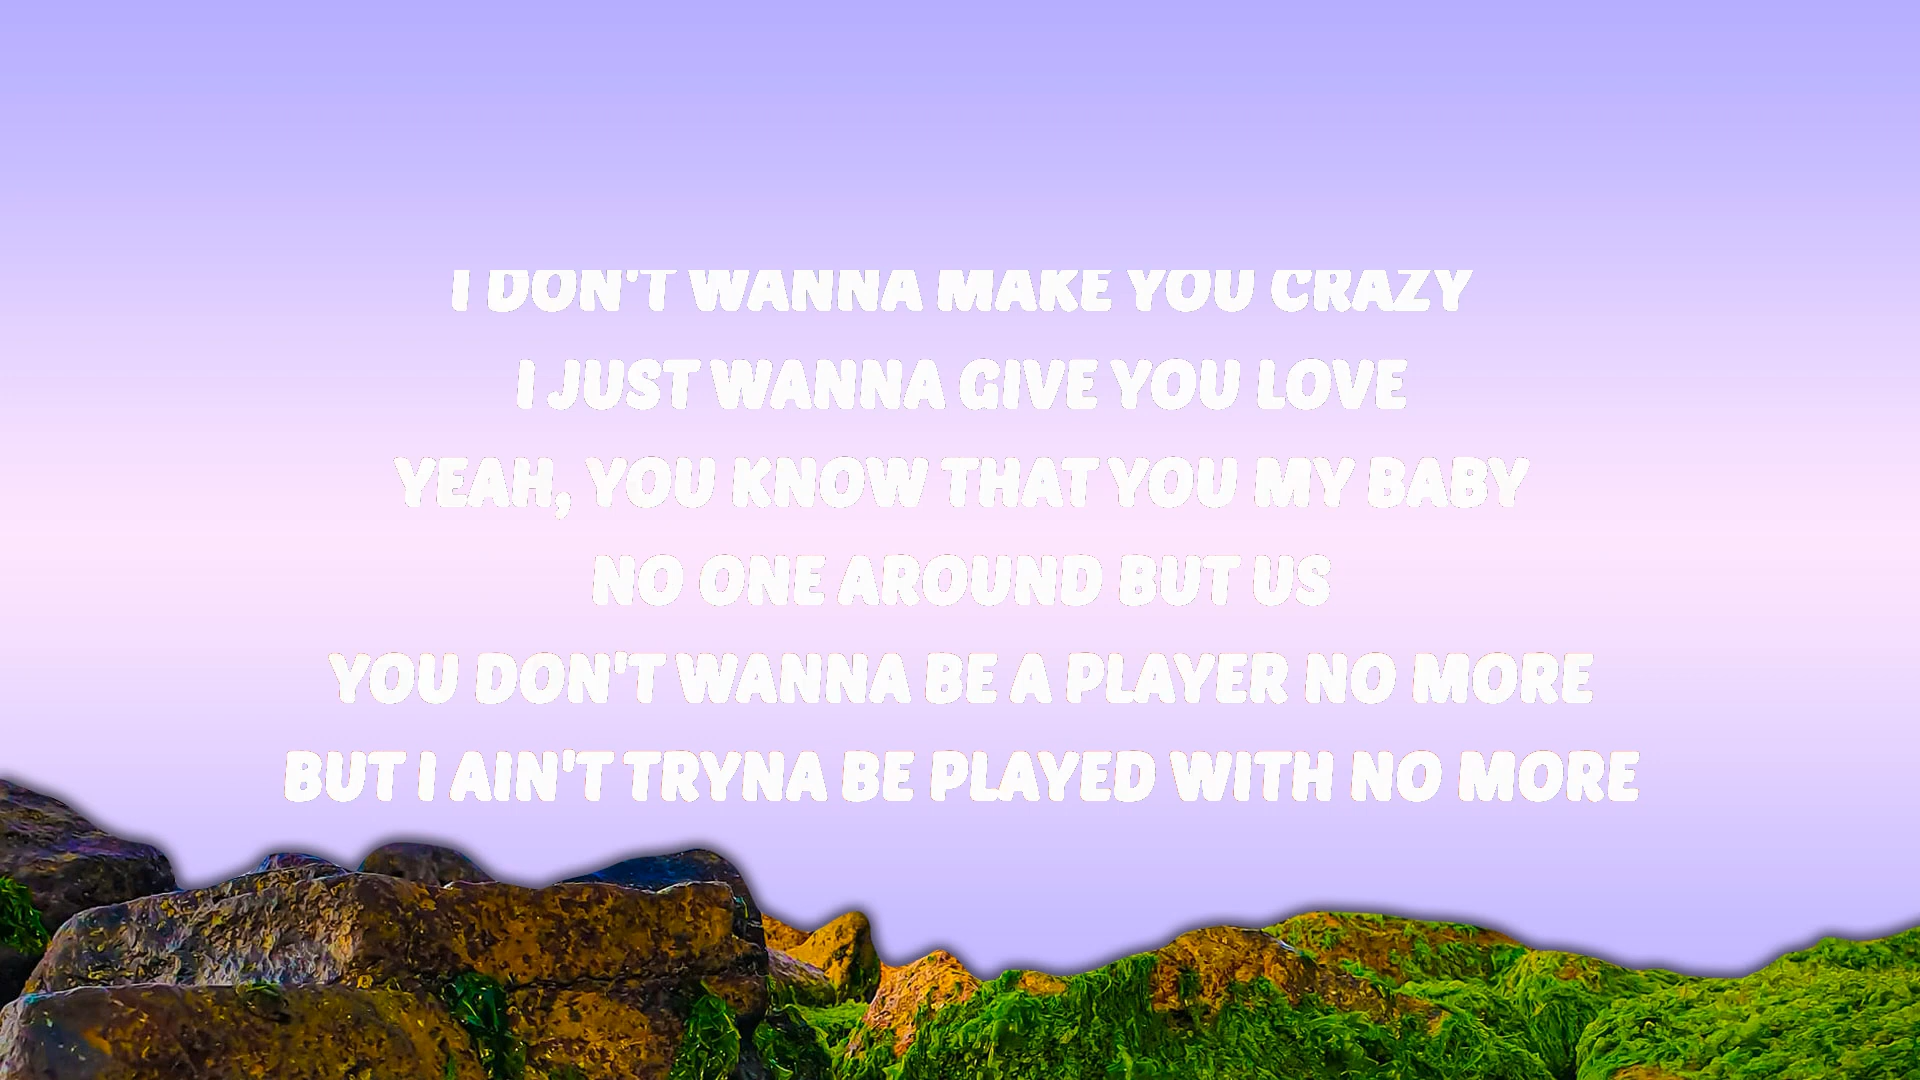 I DON'T WANNA MAKE YOU CRAZY
I JUST WANNA GIVE YOU LOVE
YEAH, YOU KNOW THAT YOU MY BABY
NO ONE AROUND BUT US
YOU DON'T WANNA BE A PLAYER NO MORE
BUT I AIN'T TRYNA BE PLAYED WITH NO MORE